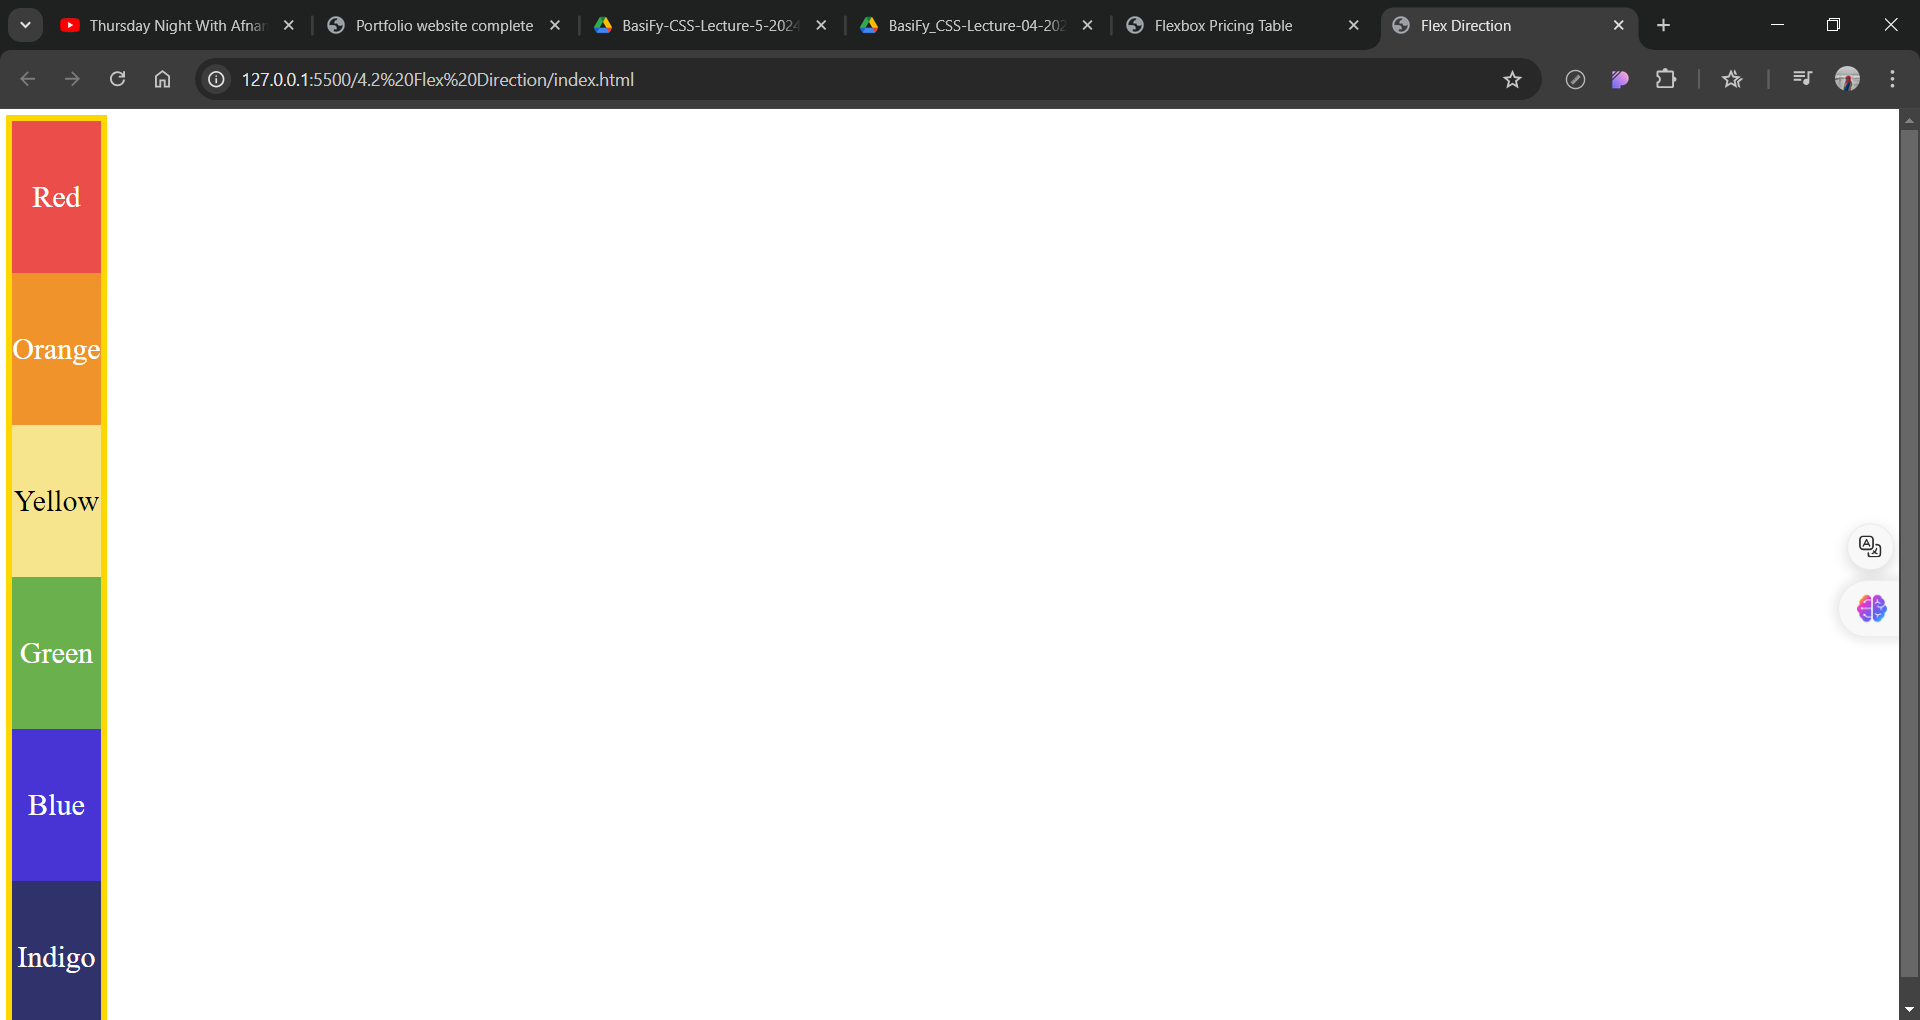 Thursday Night With Afnan
Portfolio website complete
BasiFy-CSS-Lecture-5-2024
BasiFy_CSS-Lecture-04-202
Flexbox Pricing Table
Flex Direction
127.0.0.1:5500/4.2%20Flex%20Direction/index.html
Red
Orange
Yellow
Green
Blue
Indigo